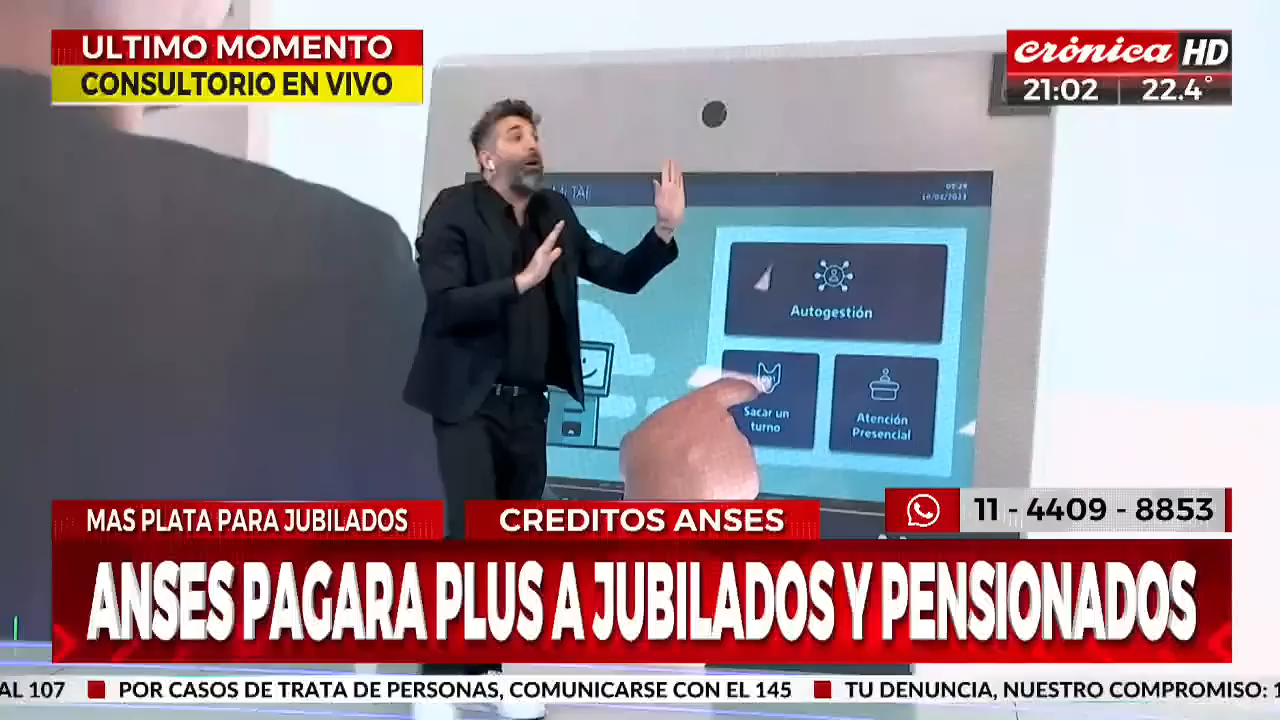 ULTIMO MOMENTO
CONSULTORIO EN VIVO
crónica HD
21:02 22.4°
Autogestión
Sacar un
turno
Atención
Presencial
11 - 4409 - 8853
MAS PLATA PARA JUBILADOS
CREDITOS ANSES
ANSES PAGARA PLUS A JUBILADOS Y PENSIONADOS
AL 107 POR CASOS DE TRATA DE PERSONAS, COMUNICARSE CON EL 145 TU DENUNCIA, NUESTRO COMPROMISO: 1